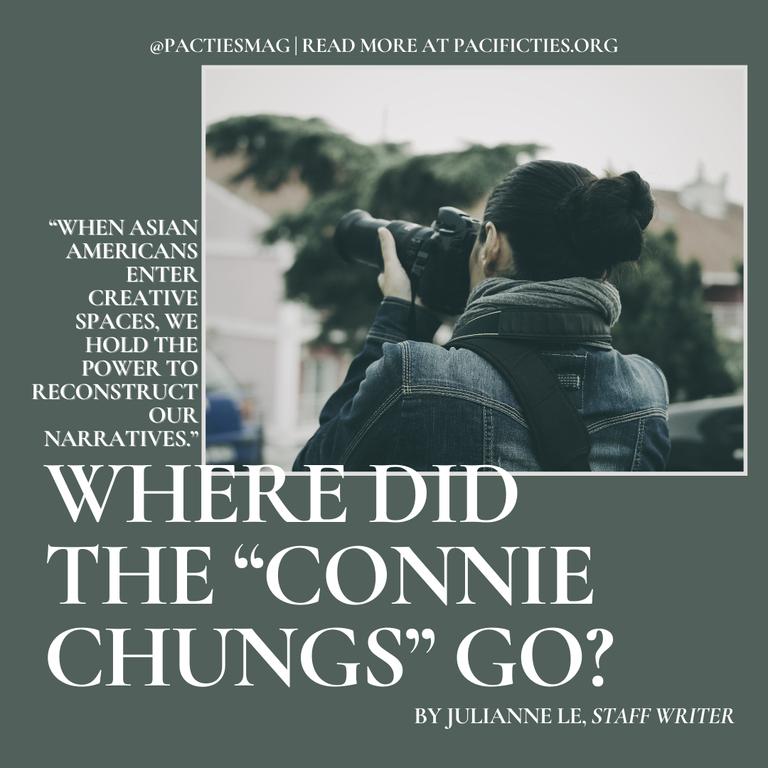 @PACTIESMAG | READ MORE AT PACIFICTIES.ORG
“WHEN ASIAN
AMERICANS
ENTER
CREATIVE
SPACES, WE
HOLD THE
POWER TO
RECONSTRUCT
OUR
NARRATIVES.”
WHERE DID
THE “CONNIE
CHUNGS” GO?
BY JULIANNE LE, STAFF WRITER